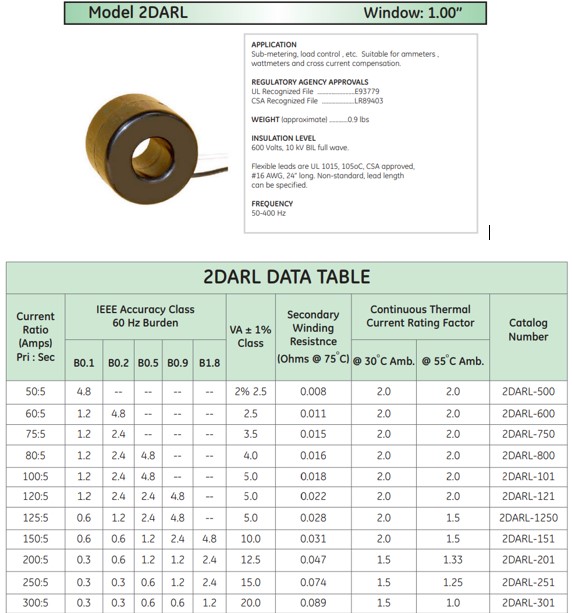 Model 2DARL Window: 1.00”
APPLICATION
Sub-metering, load control , etc. Suitable for ammeters ,
wattmeters and cross current compensation.
REGULATORY AGENCY APPROVALS
UL Recognized File ..................E93779
CSA Recognized File ................LR89403
WEIGHT (approximate) .........0.9 lbs
INSULATION LEVEL
600 Volts, 10 kV BIL full wave.
Flexible leads are UL 1015, 105oC, CSA approved,
#16 AWG, 24" long. Non-standard, lead length
can be specified.
FREQUENCY
50-400 Hz
2DARL DATA TABLE
Current
Ratio
(Amps)
Pri : Sec
IEEE Accuracy Class
60 Hz Burden
B0.1 B0.2 B0.5 B0.9 B1.8
VA ± 1%
Class
Secondary
Winding
Resistnce
(Ohms @ 75°C)
Continuous Thermal
Current Rating Factor
@ 30°C Amb. @ 55°C Amb.
Catalog
Number
50:5 4.8 -- -- -- -- 2% 2.5 0.008 2.0 2.0 2DARL-500
60:5 1.2 4.8 -- -- -- 2.5 0.011 2.0 2.0 2DARL-600
75:5 1.2 2.4 -- -- -- 3.5 0.015 2.0 2.0 2DARL-750
80:5 1.2 2.4 4.8 -- -- 4.0 0.016 2.0 2.0 2DARL-800
100:5 1.2 2.4 4.8 -- -- 5.0 0.018 2.0 2.0 2DARL-101
120:5 1.2 2.4 2.4 4.8 -- 5.0 0.022 2.0 2.0 2DARL-121
125:5 0.6 1.2 2.4 4.8 -- 5.0 0.028 2.0 1.5 2DARL-1250
150:5 0.6 0.6 1.2 2.4 4.8 10.0 0.031 2.0 1.5 2DARL-151
200:5 0.3 0.6 1.2 1.2 2.4 12.5 0.047 1.5 1.33 2DARL-201
250:5 0.3 0.3 0.6 1.2 2.4 15.0 0.074 1.5 1.25 2DARL-251
300:5 0.3 0.3 0.6 0.6 1.2 20.0 0.089 1.5 1.0 2DARL-301